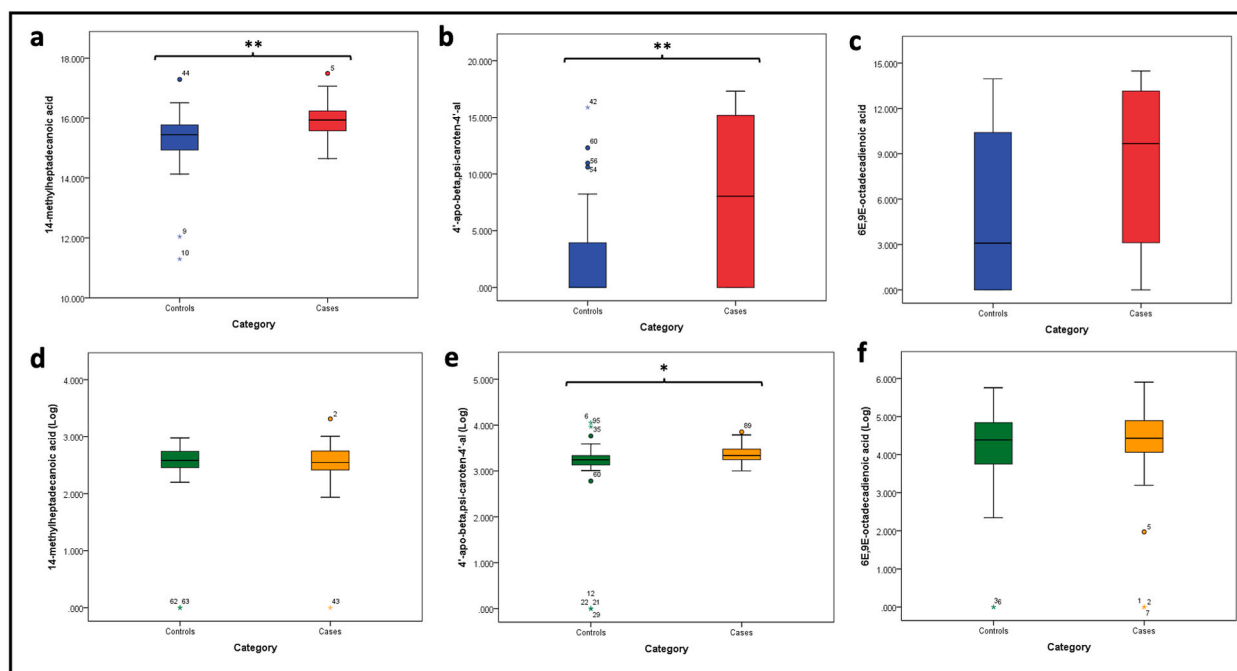 a
**
14-methylheptadecanoic acid
18.000
16.000
14.000
12.000
10.000
44
9
10
5
Controls
Cases
Category
b
**
4'-apo-beta,psi-caroten-4'-al
20.000
15.000
10.000
5.000
.000
42
60
56
54
Controls
Cases
Category
c
6E,9E-octadecadienoic acid
15.000
12.000
9.000
6.000
3.000
.000
Controls
Cases
Category
d
14-methylheptadecanoic acid (Log)
4.000
3.000
2.000
1.000
.000
62 63
2
43
Controls
Cases
Category
e
*
4'-apo-beta,psi-caroten-4'-al (Log)
5.000
4.000
3.000
2.000
1.000
.000
6 95
35
60
12
22 21
29
89
Controls
Cases
Category
f
6E,9E-octadecadienoic acid (Log)
6.000
5.000
4.000
3.000
2.000
1.000
.000
36
5
1 2
7
Controls
Cases
Category